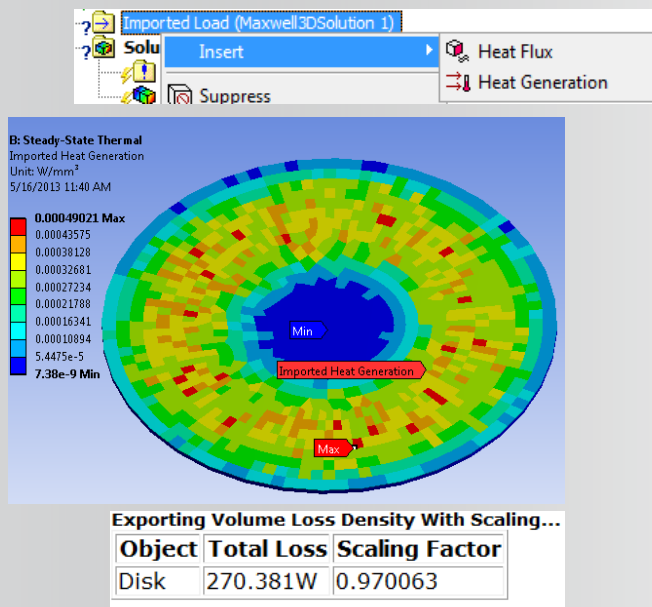 Imported Load (Maxwell3DSolution 1)
Solu
Insert
Suppress
Heat Flux
Heat Generation
B: Steady-State Thermal
Imported Heat Generation
Unit: W/mm³
5/16/2013 11:40 AM
0.00049021 Max
0.00043575
0.00038128
0.00032681
0.00027234
0.00021788
0.00016341
0.00010894
5.4475e-5
7.38e-9 Min
Min
Imported Heat Generation
Max
Exporting Volume Loss Density With Scaling...
Object Total Loss Scaling Factor
Disk 270.381W 0.970063